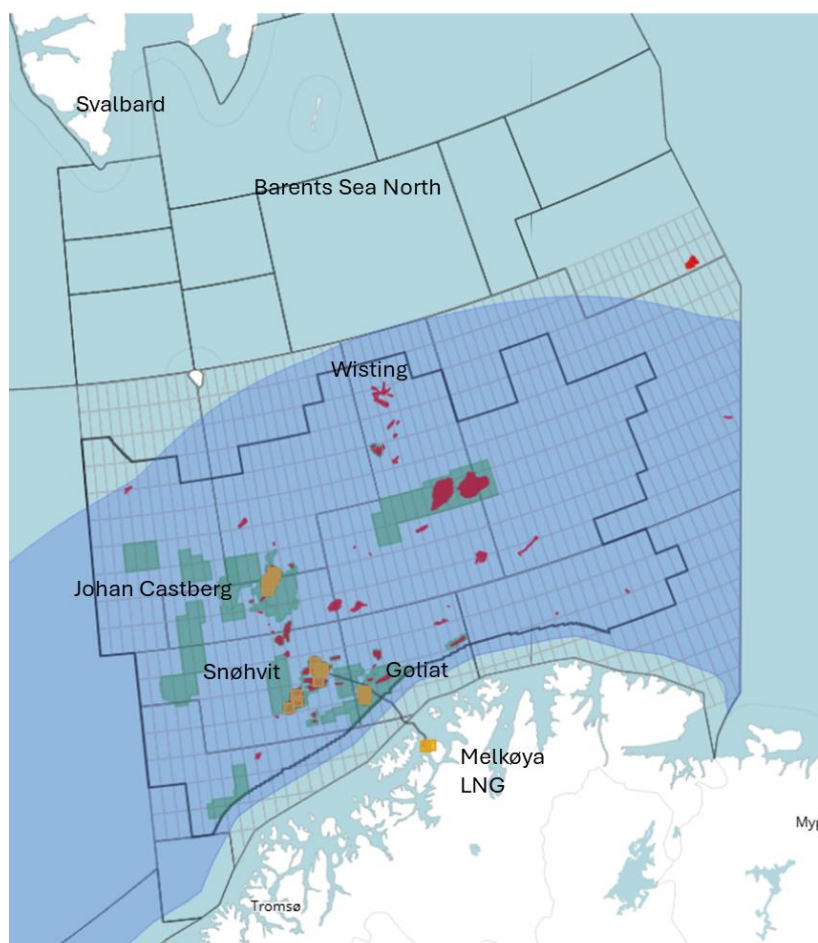 Svalbard
Barents Sea North
Wisting
Johan Castberg
Snøhvit
Goliat
Melkøya
LNG
Tromsø